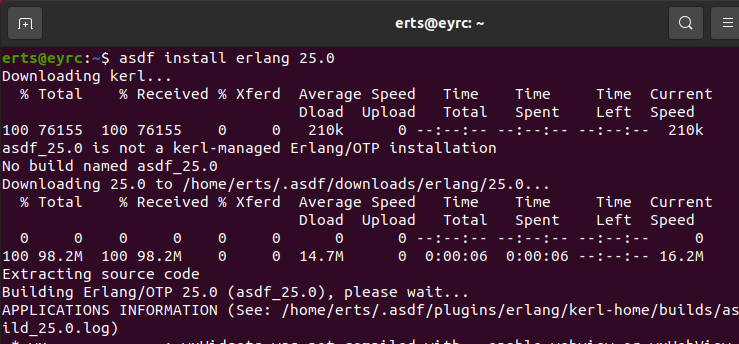 erts@eyrc: ~
erts@eyrc:~$ asdf install erlang 25.0
Downloading kerl...
  % Total    % Received % Xferd  Average Speed   Time    Time     Time  Current
                                 Dload  Upload   Total   Spent    Left  Speed
100 76155  100 76155    0     0   210k      0 --:--:-- --:--:-- --:--:--  210k
asdf_25.0 is not a kerl-managed Erlang/OTP installation
No build named asdf_25.0
Downloading 25.0 to /home/erts/.asdf/downloads/erlang/25.0...
  % Total    % Received % Xferd  Average Speed   Time    Time     Time  Current
                                 Dload  Upload   Total   Spent    Left  Speed
  0     0    0     0    0     0      0      0 --:--:-- --:--:-- --:--:--     0
100 98.2M  100 98.2M    0     0  14.7M      0  0:00:06  0:00:06 --:--:-- 16.2M
Extracting source code
Building Erlang/OTP 25.0 (asdf_25.0), please wait...
APPLICATIONS INFORMATION (See: /home/erts/.asdf/plugins/erlang/kerl-home/builds/as
ild_25.0.log)